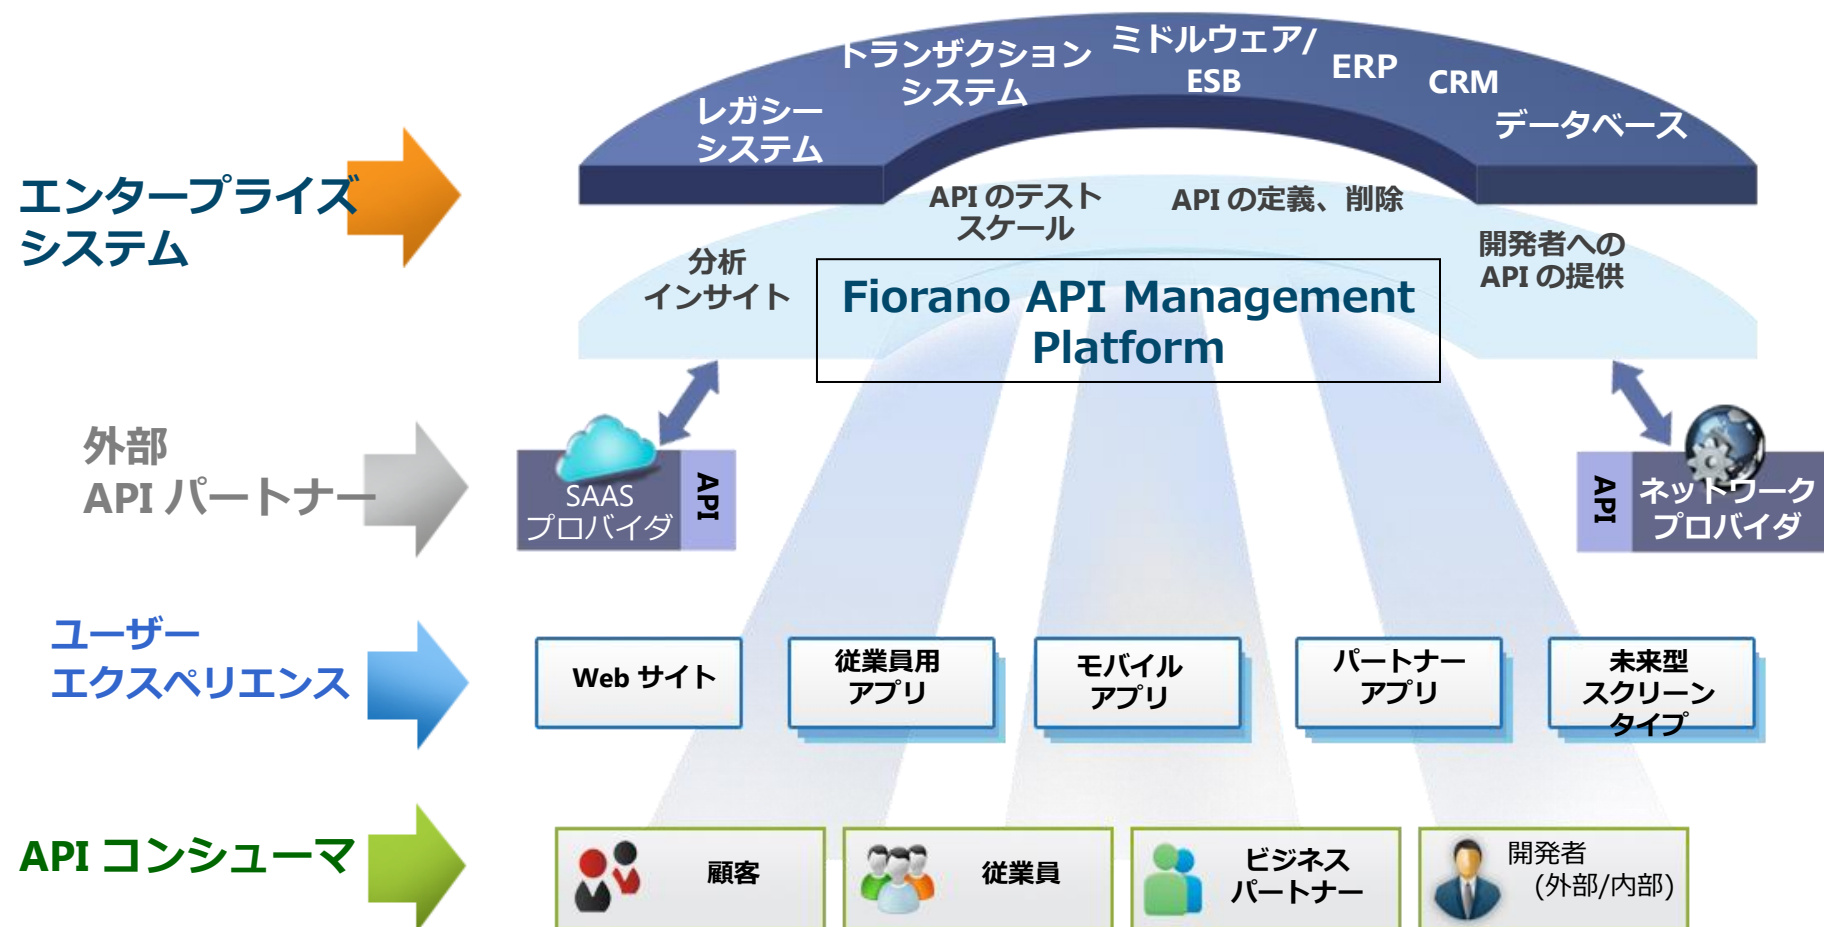 トランザクション
システム
ミドルウェア/
ESB
ERP
CRM
レガシー
システム
データベース
エンタープライズ
システム
API のテスト
スケール
API の定義、削除
分析
インサイト
開発者への
API の提供
Fiorano API Management
Platform
外部
API パートナー
SAAS
プロバイダ
API
API
ネットワーク
プロバイダ
ユーザー
エクスペリエンス
Web サイト
従業員用
アプリ
モバイル
アプリ
パートナー
アプリ
未来型
スクリーン
タイプ
API コンシューマ
顧客
従業員
ビジネス
パートナー
開発者
(外部/内部)